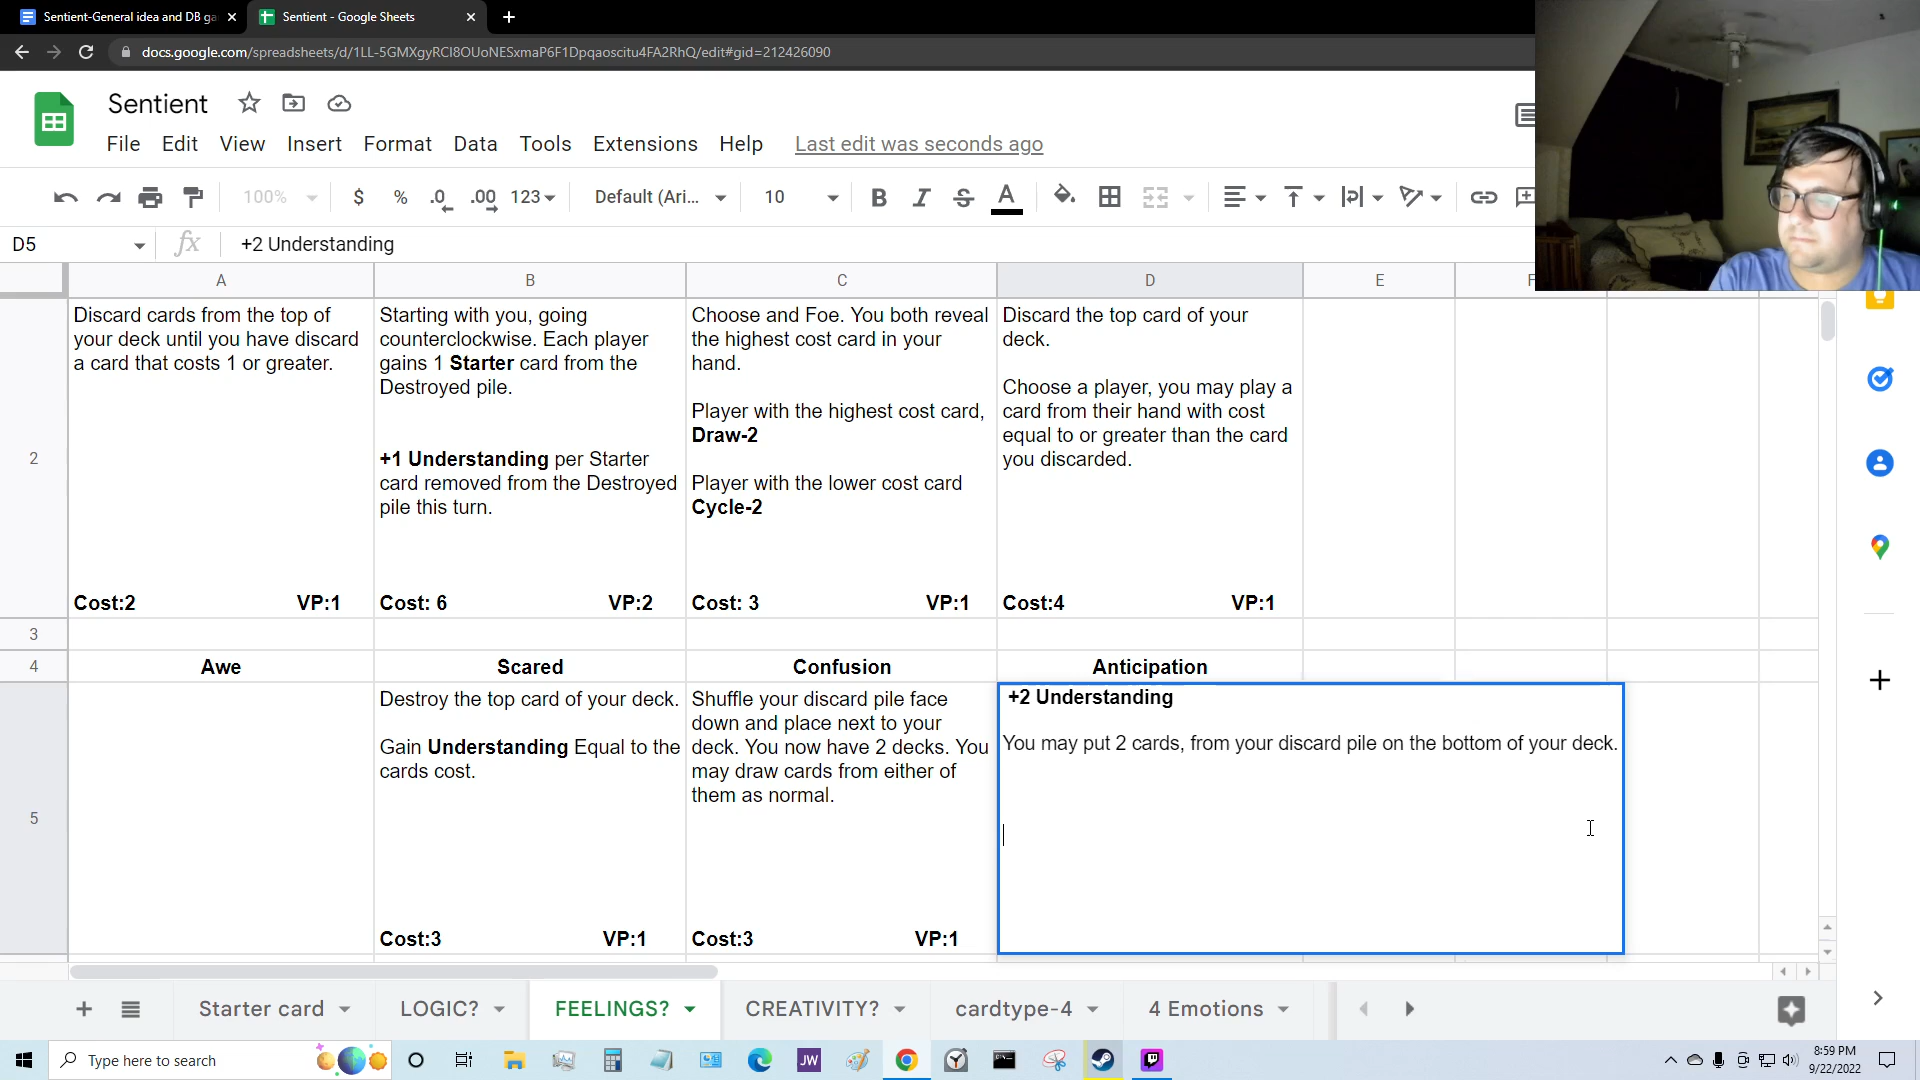 Sentient-General idea and DB ga
Sentient - Google Sheets
docs.google.com/spreadsheets/d/1LL-5GMXgyRCI8OUoNESxmaP6F1Dpqaoscitu4FA2RhQ/edit#gid=212426090
Sentient
File Edit View Insert Format Data Tools Extensions Help Last edit was seconds ago
100% $ % .0 .00 123 Default (Ari... 10 B I S A
D5 fx +2 Understanding
A B C D E F
2
Discard cards from the top of
your deck until you have discard
a card that costs 1 or greater.
Cost:2 VP:1
Starting with you, going
counterclockwise. Each player
gains 1 Starter card from the
Destroyed pile.
+1 Understanding per Starter
card removed from the Destroyed
pile this turn.
Cost: 6 VP:2
Choose and Foe. You both reveal
the highest cost card in your
hand.
Player with the highest cost card,
Draw-2
Player with the lower cost card
Cycle-2
Cost: 3 VP:1
Discard the top card of your
deck.
Choose a player, you may play a
card from their hand with cost
equal to or greater than the card
you discarded.
Cost:4 VP:1
3
4 Awe Scared Confusion Anticipation
5
Destroy the top card of your deck.
Gain Understanding Equal to the
cards cost.
Cost:3 VP:1
Shuffle your discard pile face
down and place next to your
deck. You now have 2 decks. You
may draw cards from either of
them as normal.
Cost:3 VP:1
+2 Understanding
You may put 2 cards, from your discard pile on the bottom of your deck.
Starter card LOGIC? FEELINGS? CREATIVITY? cardtype-4 4 Emotions
Type here to search
JW
8:59 PM
9/22/2022